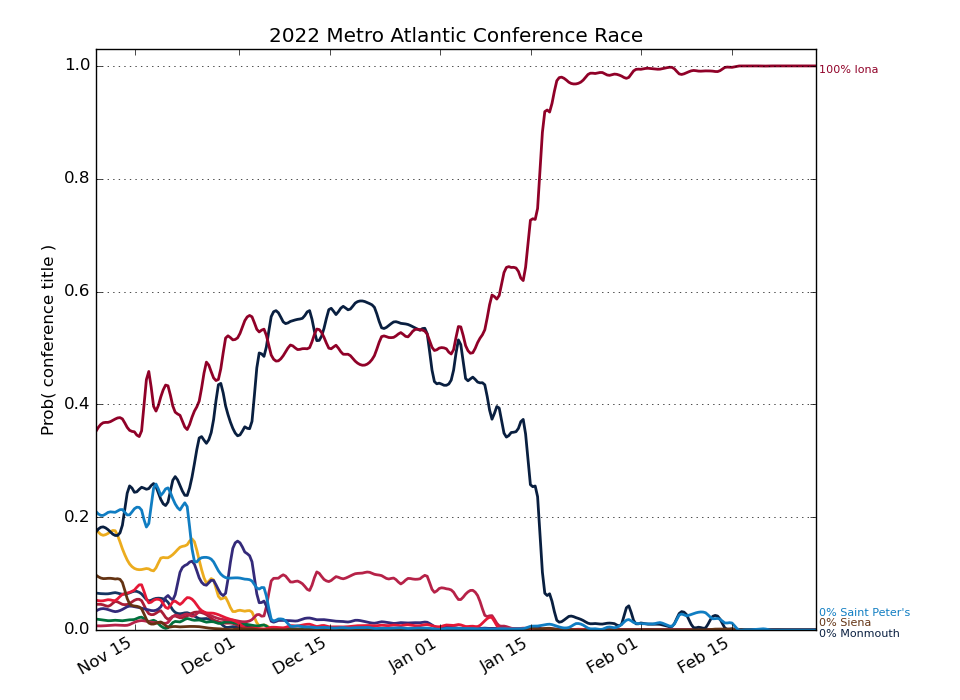 2022 Metro Atlantic Conference Race
Prob( conference title )
1.0
0.8
0.6
0.4
0.2
0.0
100% Iona
0% Saint Peter's
0% Siena
0% Monmouth
Nov 15
Dec 01
Dec 15
Jan 01
Jan 15
Feb 01
Feb 15